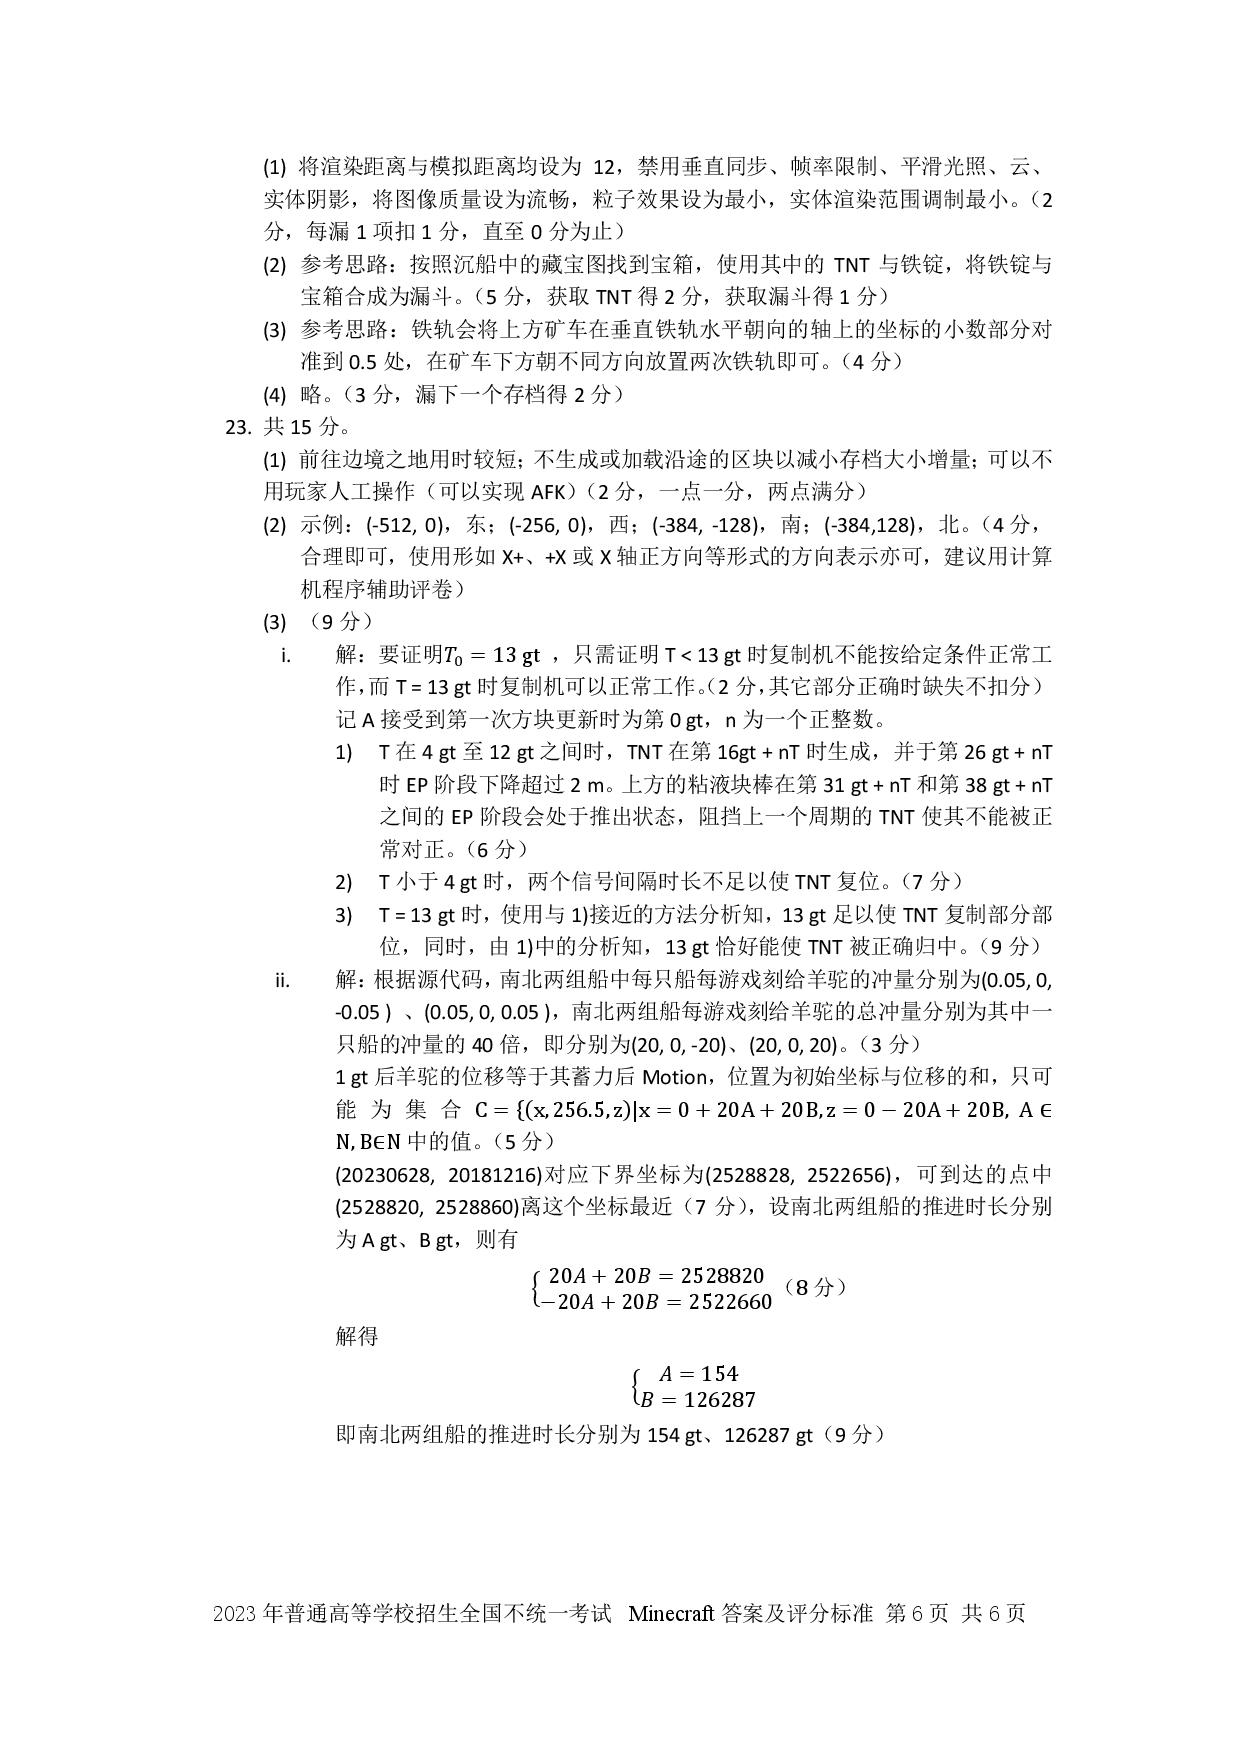 (1) 将渲染距离与模拟距离均设为 12，禁用垂直同步、帧率限制、平滑光照、云、
实体阴影，将图像质量设为流畅，粒子效果设为最小，实体渲染范围调制最小。（2
分，每漏 1 项扣 1 分，直至 0 分为止）
(2) 参考思路：按照沉船中的藏宝图找到宝箱，使用其中的 TNT 与铁锭，将铁锭与
宝箱合成为漏斗。（5 分，获取 TNT 得 2 分，获取漏斗得 1 分）
(3) 参考思路：铁轨会将上方矿车在垂直铁轨水平朝向的轴上的坐标的小数部分对
准到 0.5 处，在矿车下方朝不同方向放置两次铁轨即可。（4 分）
(4) 略。（3 分，漏下一个存档得 2 分）
23. 共 15 分。
(1) 前往边境之地用时较短；不生成或加载沿途的区块以减小存档大小增量；可以不
用玩家人工操作（可以实现 AFK）（2 分，一点一分，两点满分）
(2) 示例：(-512, 0)，东；(-256, 0)，西；(-384, -128)，南；(-384,128)，北。（4 分，
合理即可，使用形如 X+、+X 或 X 轴正方向等形式的方向表示亦可，建议用计算
机程序辅助评卷）
(3) （9 分）
i. 解：要证明T₀ = 13 gt ，只需证明 T < 13 gt 时复制机不能按给定条件正常工
作，而 T = 13 gt 时复制机可以正常工作。（2 分，其它部分正确时缺失不扣分）
记 A 接受到第一次方块更新时为第 0 gt，n 为一个正整数。
1) T 在 4 gt 至 12 gt 之间时，TNT 在第 16gt + nT 时生成，并于第 26 gt + nT
时 EP 阶段下降超过 2 m。上方的粘液块棒在第 31 gt + nT 和第 38 gt + nT
之间的 EP 阶段会处于推出状态，阻挡上一个周期的 TNT 使其不能被正
常对正。（6 分）
2) T 小于 4 gt 时，两个信号间隔时长不足以使 TNT 复位。（7 分）
3) T = 13 gt 时，使用与 1)接近的方法分析知，13 gt 足以使 TNT 复制部分部
位，同时，由 1)中的分析知，13 gt 恰好能使 TNT 被正确归中。（9 分）
ii. 解：根据源代码，南北两组船中每只船每游戏刻给羊驼的冲量分别为(0.05, 0,
-0.05 ) 、(0.05, 0, 0.05 )，南北两组船每游戏刻给羊驼的总冲量分别为其中一
只船的冲量的 40 倍，即分别为(20, 0, -20)、(20, 0, 20)。（3 分）
1 gt 后羊驼的位移等于其蓄力后 Motion，位置为初始坐标与位移的和，只可
能为集合 C = {(x, 256.5, z)|x = 0 + 20A + 20B, z = 0 − 20A + 20B, A ∈
N, B∈N 中的值。（5 分）
(20230628, 20181216)对应下界坐标为(2528828, 2522656)，可到达的点中
(2528820, 2528860)离这个坐标最近（7 分），设南北两组船的推进时长分别
为 A gt、B gt，则有
{ 20A + 20B = 2528820
−20A + 20B = 2522660 （8 分）
解得
{ A = 154
B = 126287
即南北两组船的推进时长分别为 154 gt、126287 gt（9 分）
2023 年普通高等学校招生全国不统一考试 Minecraft 答案及评分标准 第 6 页 共 6 页